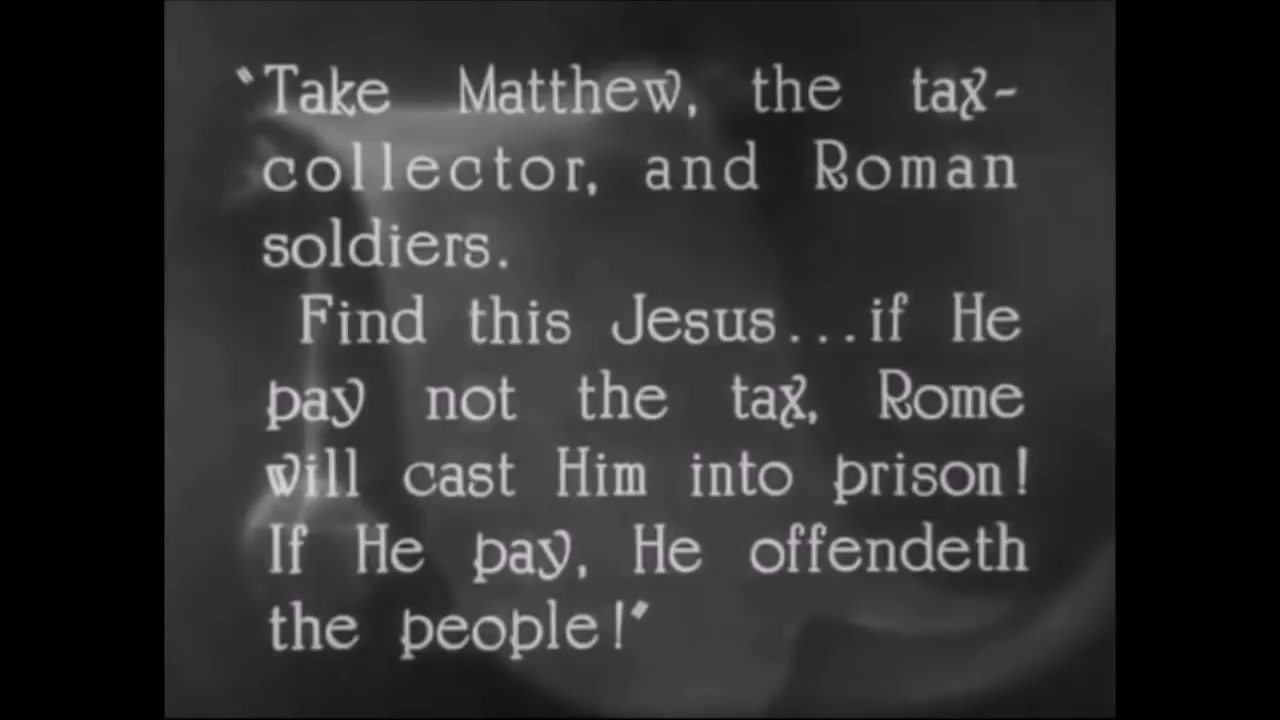 "Take Matthew, the tax-
collector, and Roman
soldiers.
Find this Jesus...if He
pay not the tax, Rome
will cast Him into prison!
If He pay, He offendeth
the people!"